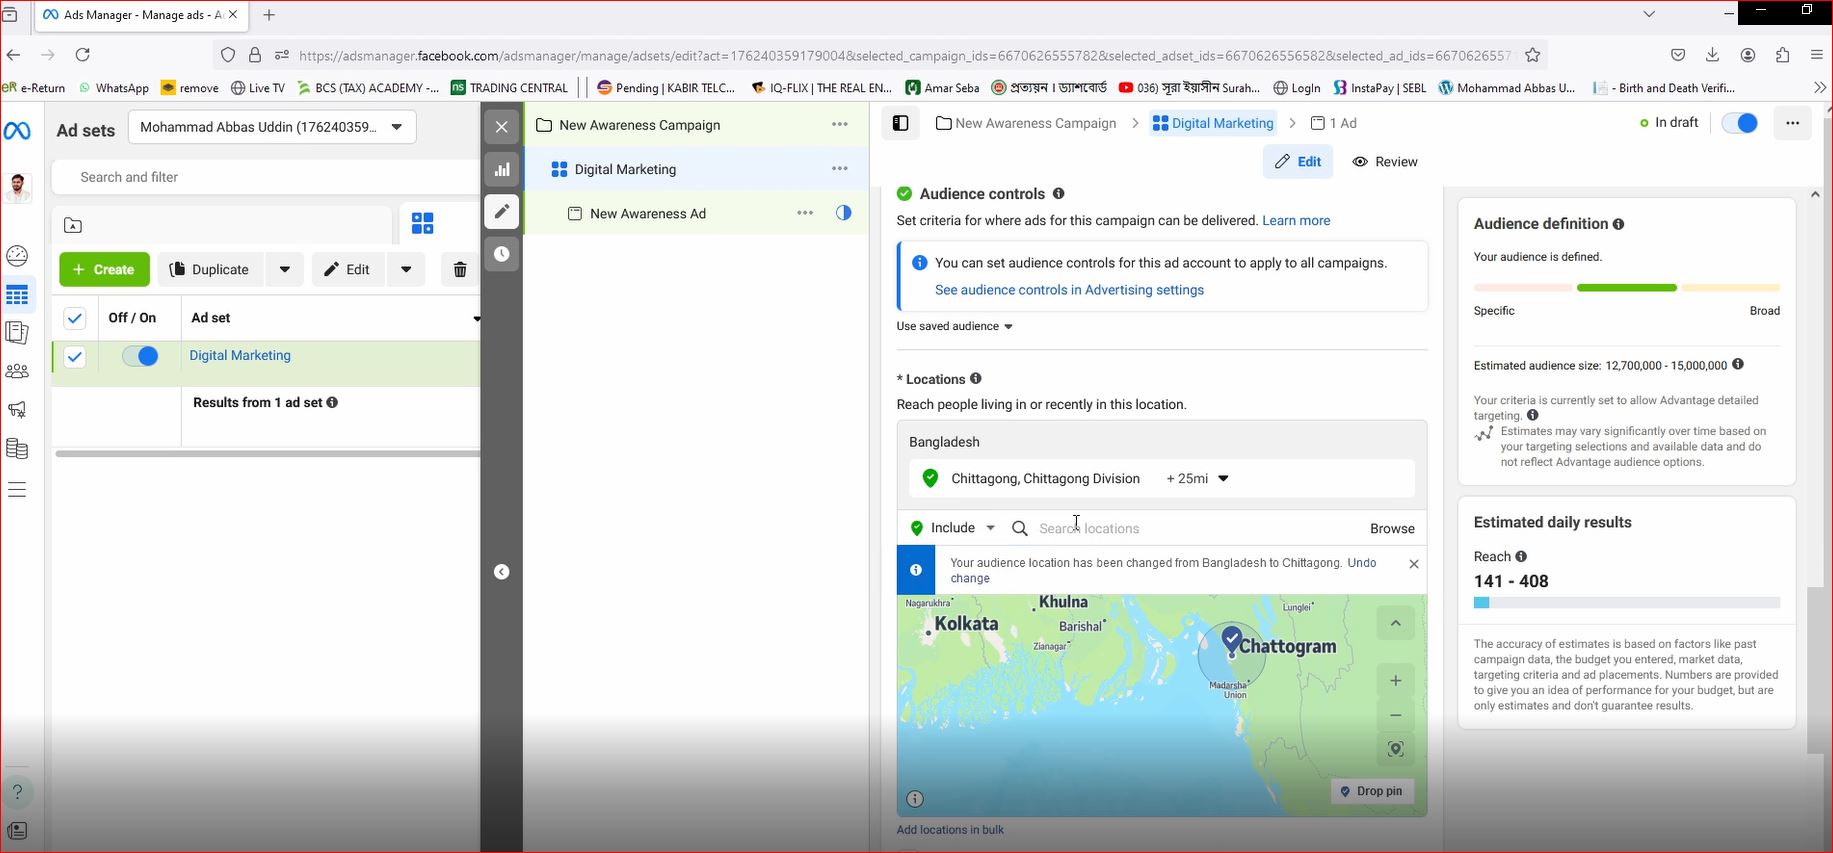 Ads Manager - Manage ads - A
https://adsmanager.facebook.com/adsmanager/manage/adsets/edit?act=176240359179004&selected_campaign_ids=6670626555782&selected_adset_ids=6670626556582&selected_ad_ids=66706265571
e-Return WhatsApp remove Live TV BCS (TAX) ACADEMY -... TRADING CENTRAL Pending | KABIR TELC... IQ-FLIX | THE REAL EN... Amar Seba প্রত্যয়ন । ড্যাশবোর্ড 036) সূরা ইয়াসীন Surah... LogIn InstaPay | SEBL Mohammad Abbas U... - Birth and Death Verifi...
Ad sets
Mohammad Abbas Uddin (176240359...
Search and filter
+ Create
Duplicate
Edit
Off / On
Ad set
Digital Marketing
Results from 1 ad set
New Awareness Campaign
Digital Marketing
New Awareness Ad
New Awareness Campaign > Digital Marketing > 1 Ad
In draft
Edit
Review
Audience controls
Set criteria for where ads for this campaign can be delivered. Learn more
You can set audience controls for this ad account to apply to all campaigns.
See audience controls in Advertising settings
Use saved audience
* Locations
Reach people living in or recently in this location.
Bangladesh
Chittagong, Chittagong Division + 25mi
Include
Search locations
Browse
Your audience location has been changed from Bangladesh to Chittagong. Undo
change
Nagarukhra
Khulna
Lunglei
Kolkata
Barishal
Zianagar
Chattogram
Madarsha
Union
Drop pin
Add locations in bulk
Audience definition
Your audience is defined.
Specific
Broad
Estimated audience size: 12,700,000 - 15,000,000
Your criteria is currently set to allow Advantage detailed
targeting.
Estimates may vary significantly over time based on
your targeting selections and available data and do
not reflect Advantage audience options.
Estimated daily results
Reach
141 - 408
The accuracy of estimates is based on factors like past
campaign data, the budget you entered, market data,
targeting criteria and ad placements. Numbers are provided
to give you an idea of performance for your budget, but are
only estimates and don't guarantee results.